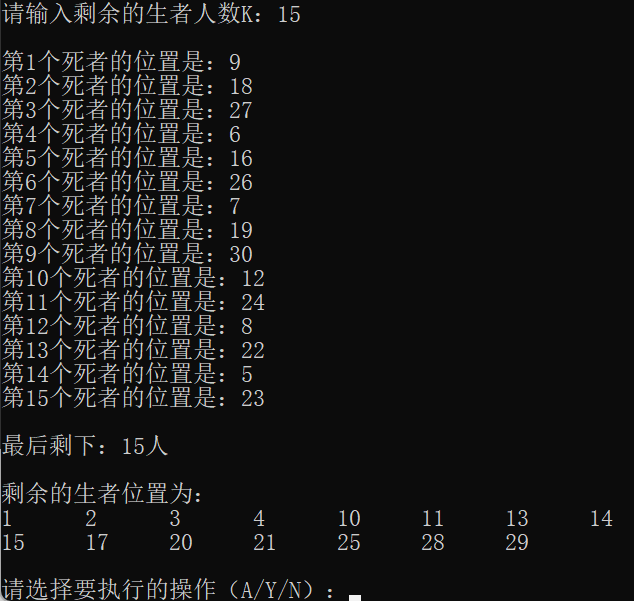 请输入剩余的生者人数K：15
第1个死者的位置是：9
第2个死者的位置是：18
第3个死者的位置是：27
第4个死者的位置是：6
第5个死者的位置是：16
第6个死者的位置是：26
第7个死者的位置是：7
第8个死者的位置是：19
第9个死者的位置是：30
第10个死者的位置是：12
第11个死者的位置是：24
第12个死者的位置是：8
第13个死者的位置是：22
第14个死者的位置是：5
第15个死者的位置是：23
最后剩下：15人
剩余的生者位置为：
1 2 3 4 10 11 13 14
15 17 20 21 25 28 29
请选择要执行的操作（A/Y/N）：